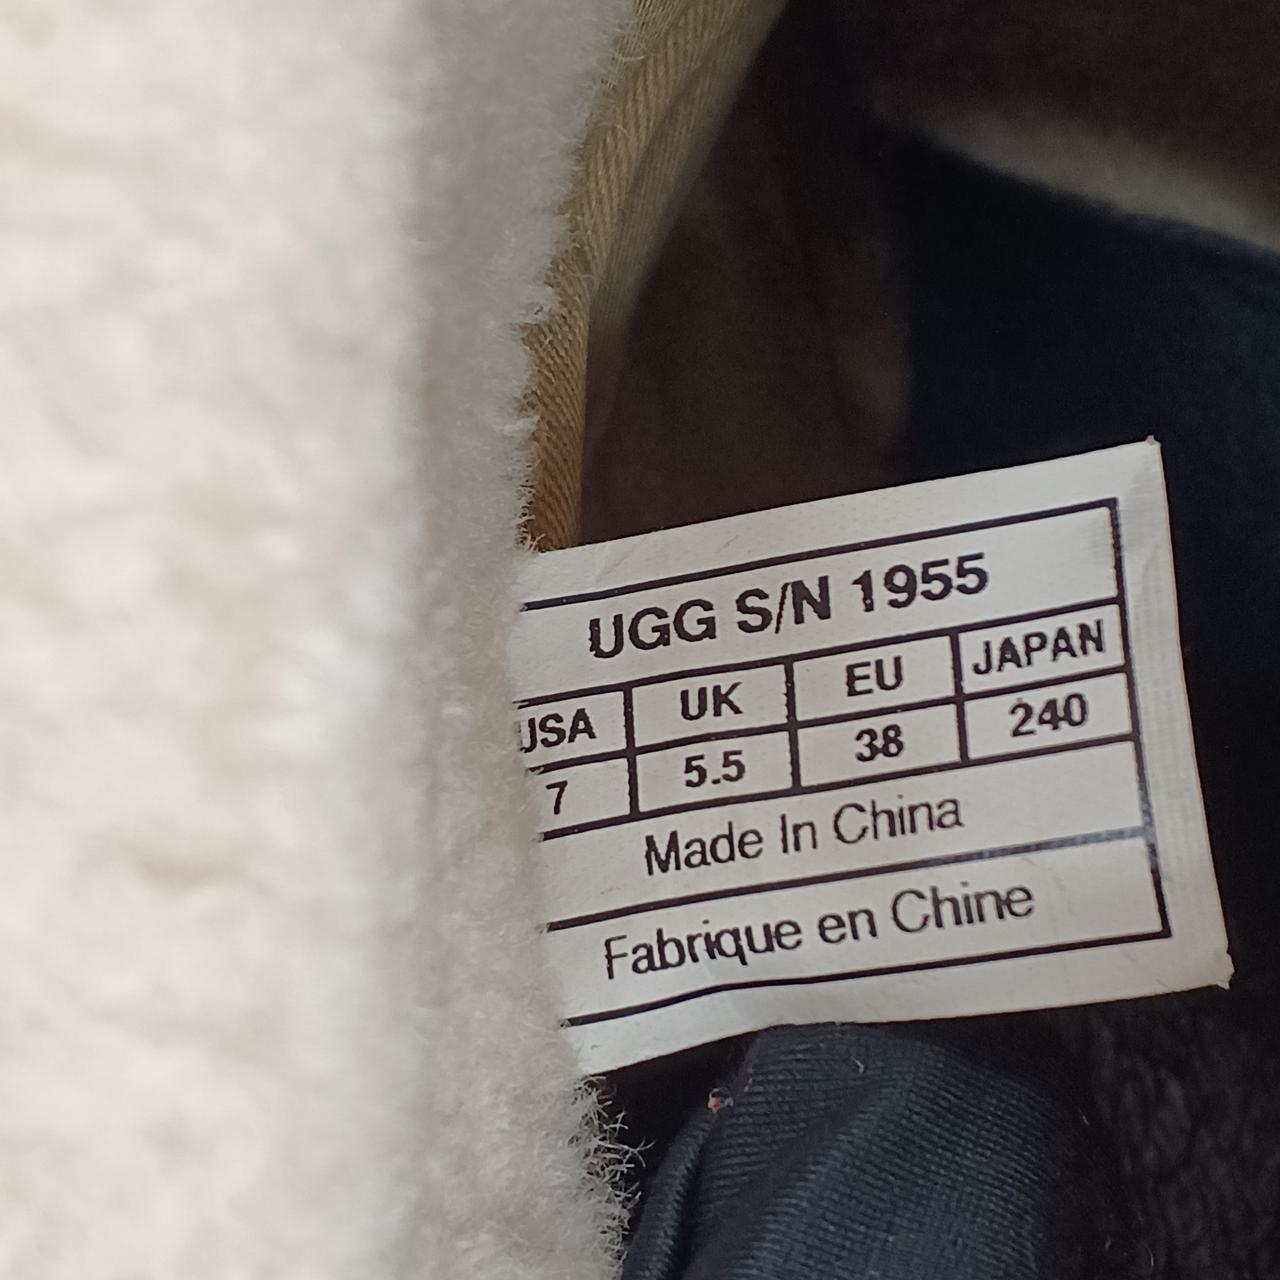 UGG S/N 1955
USA UK EU JAPAN
7 5.5 38 240
Made In China
Fabrique en Chine